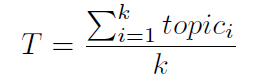 T = \frac{\sum_{i=1}^{k} topic_i}{k}